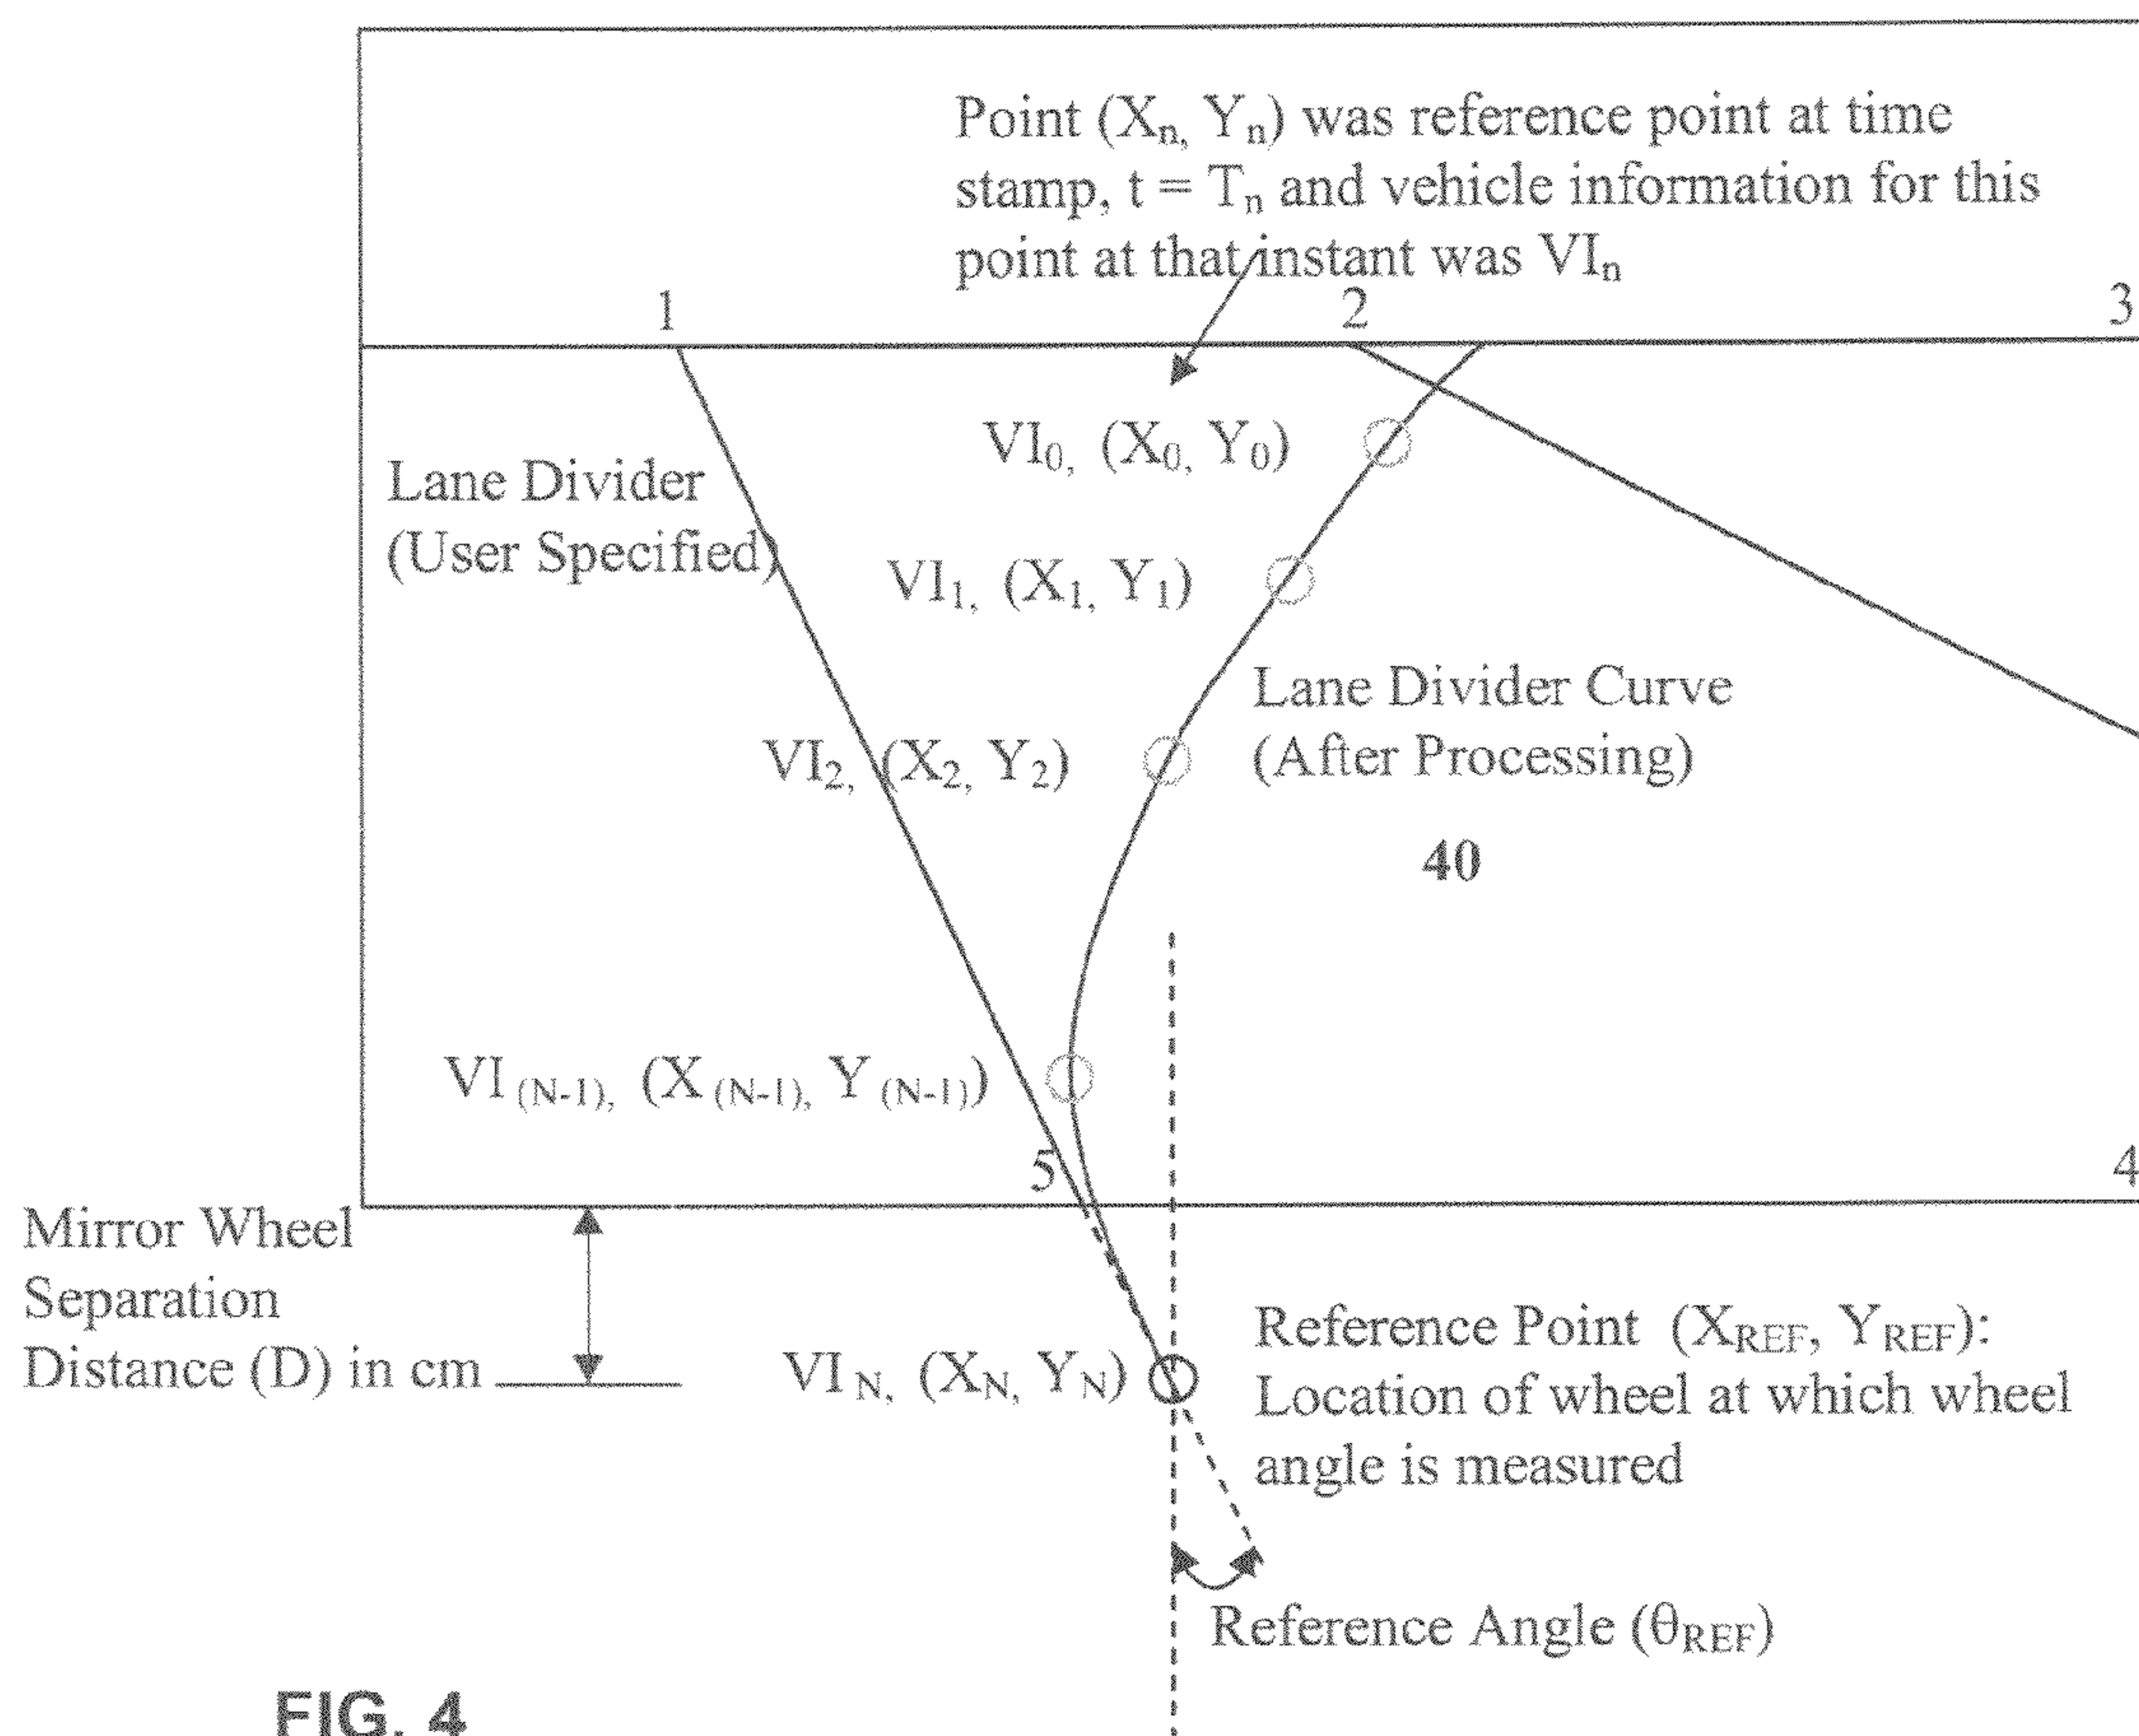 Point (Xn, Yn) was reference point at time
stamp, t = Tn and vehicle information for this
point at that instant was VIn
1
2
3
VI0, (X0, Y0)
Lane Divider
(User Specified)
VI1, (X1, Y1)
Lane Divider Curve
(After Processing)
VI2, (X2, Y2)
40
VI (N-1), (X (N-1), Y (N-1))
5
4
Mirror Wheel
Separation
Distance (D) in cm
VI N, (XN, YN)
Reference Point (XREF, YREF):
Location of wheel at which wheel
angle is measured
Reference Angle (θREF)
FIG. 4